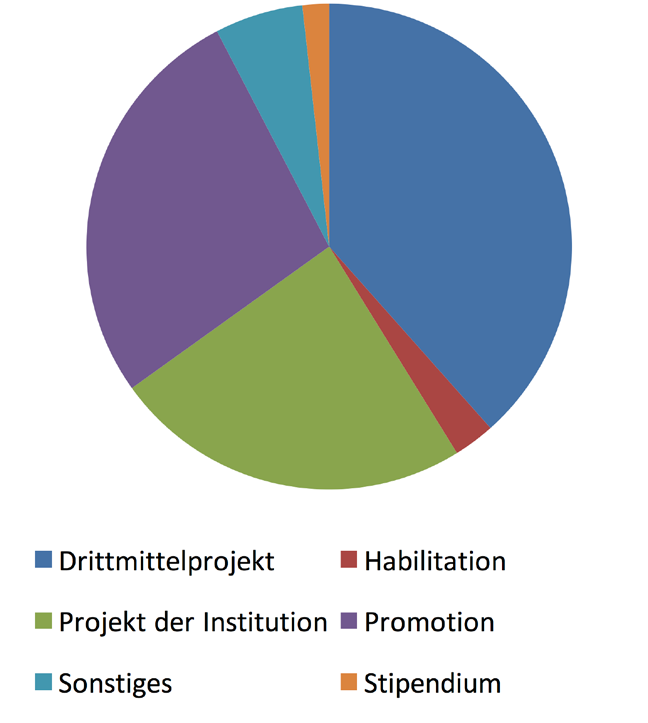 Drittmittelprojekt
Habilitation
Projekt der Institution
Promotion
Sonstiges
Stipendium